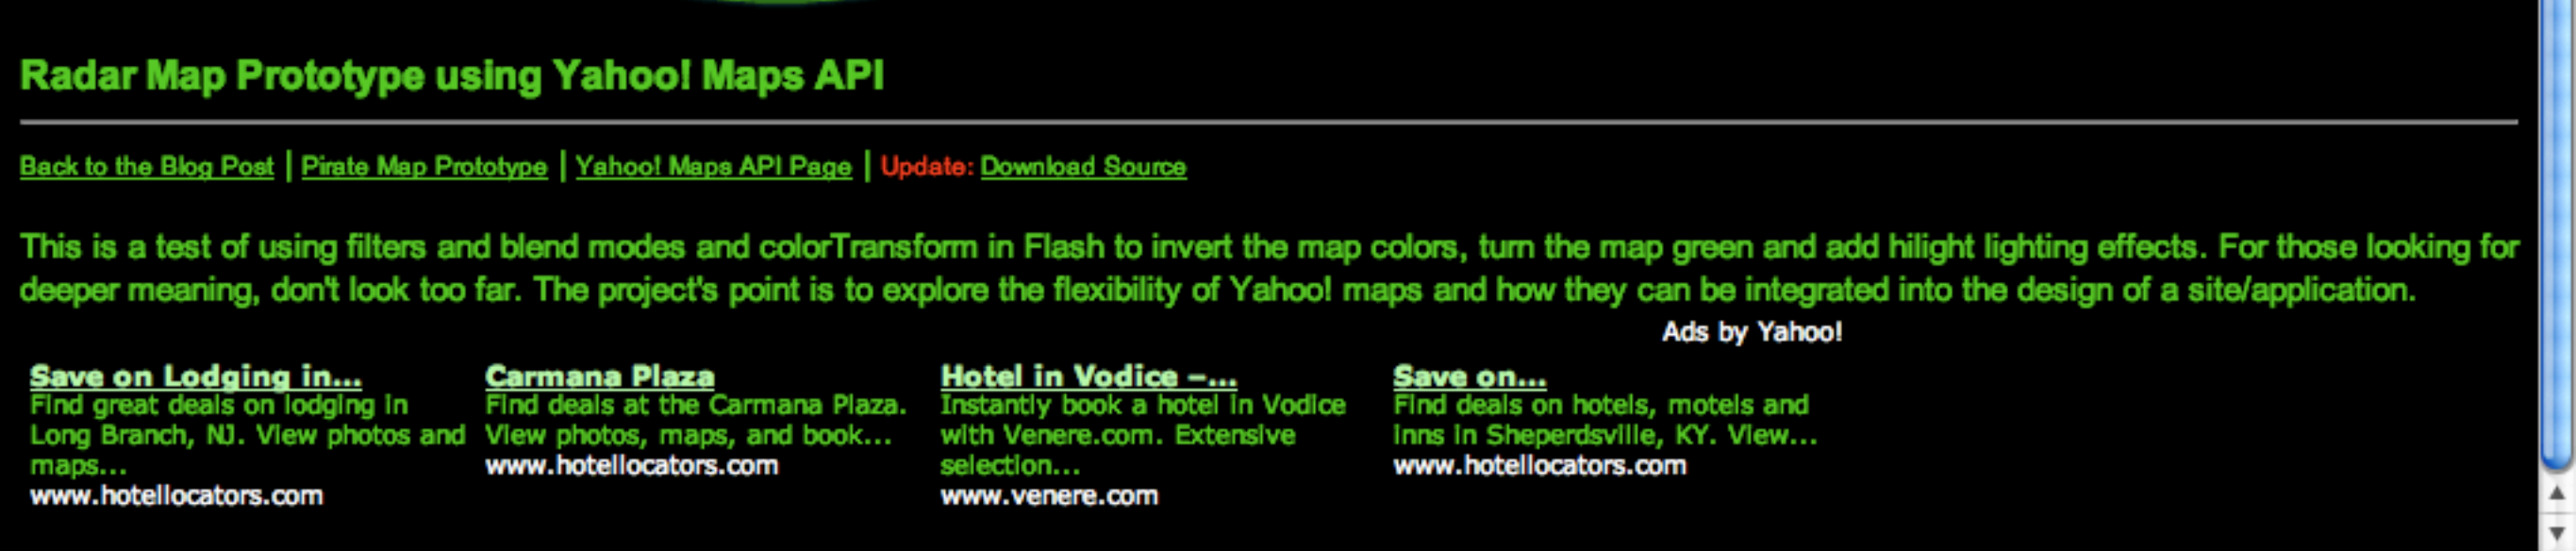 Radar Map Prototype using Yahoo! Maps API
Back to the Blog Post | Pirate Map Prototype | Yahoo! Maps API Page | Update: Download Source
This is a test of using filters and blend modes and colorTransform in Flash to invert the map colors, turn the map green and add hilight lighting effects. For those looking for
deeper meaning, don't look too far. The project's point is to explore the flexibility of Yahoo! maps and how they can be integrated into the design of a site/application.
Ads by Yahoo!
Save on Lodging in...
Find great deals on lodging in
Long Branch, NJ. View photos and
maps...
www.hotellocators.com
Carmana Plaza
Find deals at the Carmana Plaza.
View photos, maps, and book...
www.hotellocators.com
Hotel in Vodice –...
Instantly book a hotel in Vodice
with Venere.com. Extensive
selection...
www.venere.com
Save on...
Find deals on hotels, motels and
inns in Sheperdsville, KY. View...
www.hotellocators.com